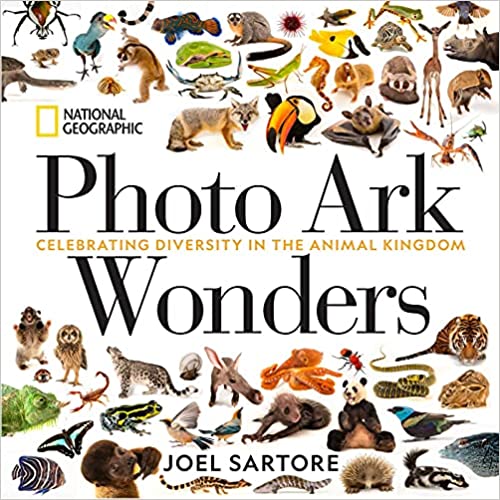 NATIONAL
GEOGRAPHIC
Photo Ark
CELEBRATING DIVERSITY IN THE ANIMAL KINGDOM
Wonders
JOEL SARTORE